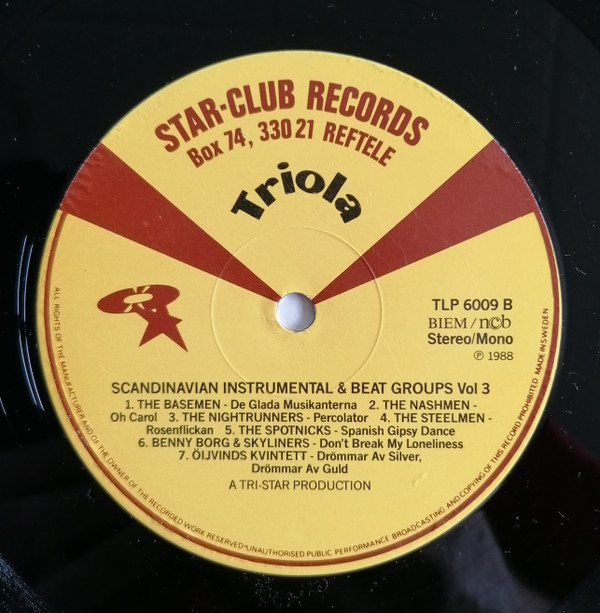 STAR-CLUB RECORDS
Box 74, 330 21 REFTELE
Triola
TLP 6009 B
BIEM/ncb
Stereo/Mono
℗ 1988
SCANDINAVIAN INSTRUMENTAL & BEAT GROUPS Vol 3
1. THE BASEMEN - De Glada Musikanterna 2. THE NASHMEN -
Oh Carol 3. THE NIGHTRUNNERS - Percolator 4. THE STEELMEN -
Rosenflickan 5. THE SPOTNICKS - Spanish Gipsy Dance
6. BENNY BORG & SKYLINERS - Don't Break My Loneliness
7. ÖIJVINDS KVINTETT - Drömmar Av Silver,
Drömmar Av Guld
A TRI-STAR PRODUCTION
ALL RIGHTS OF THE MANUFACTURER AND OF THE OWNER OF THE RECORDED WORK RESERVED · UNAUTHORISED PUBLIC PERFORMANCE BROADCASTING AND COPYING OF THIS RECORD PROHIBITED MADE IN SWEDEN